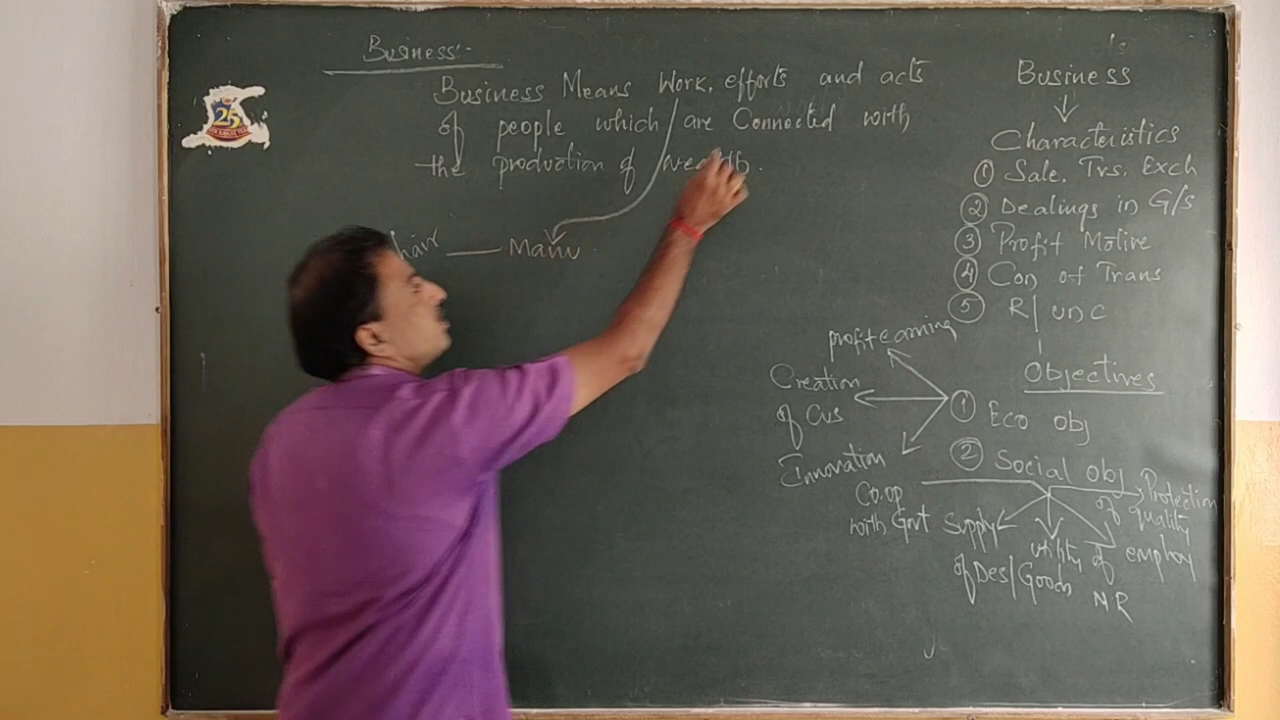 Business:-
Business Means Work, efforts and acts
of people which are Connected with
the production of wealth.
hair — Manu
25
Business
Characteristics
① Sale. Trs. Exch
② Dealings in G/S
③ Profit Motive
④ Con of Trans
⑤ R/ unc
Objectives
① Eco obj
profit earning
Creation
of Cus
Innovation
② Social obj
Co.op
with Govt
Supply
of Des/Goods
utility of
NR
employ
Protection
of quality